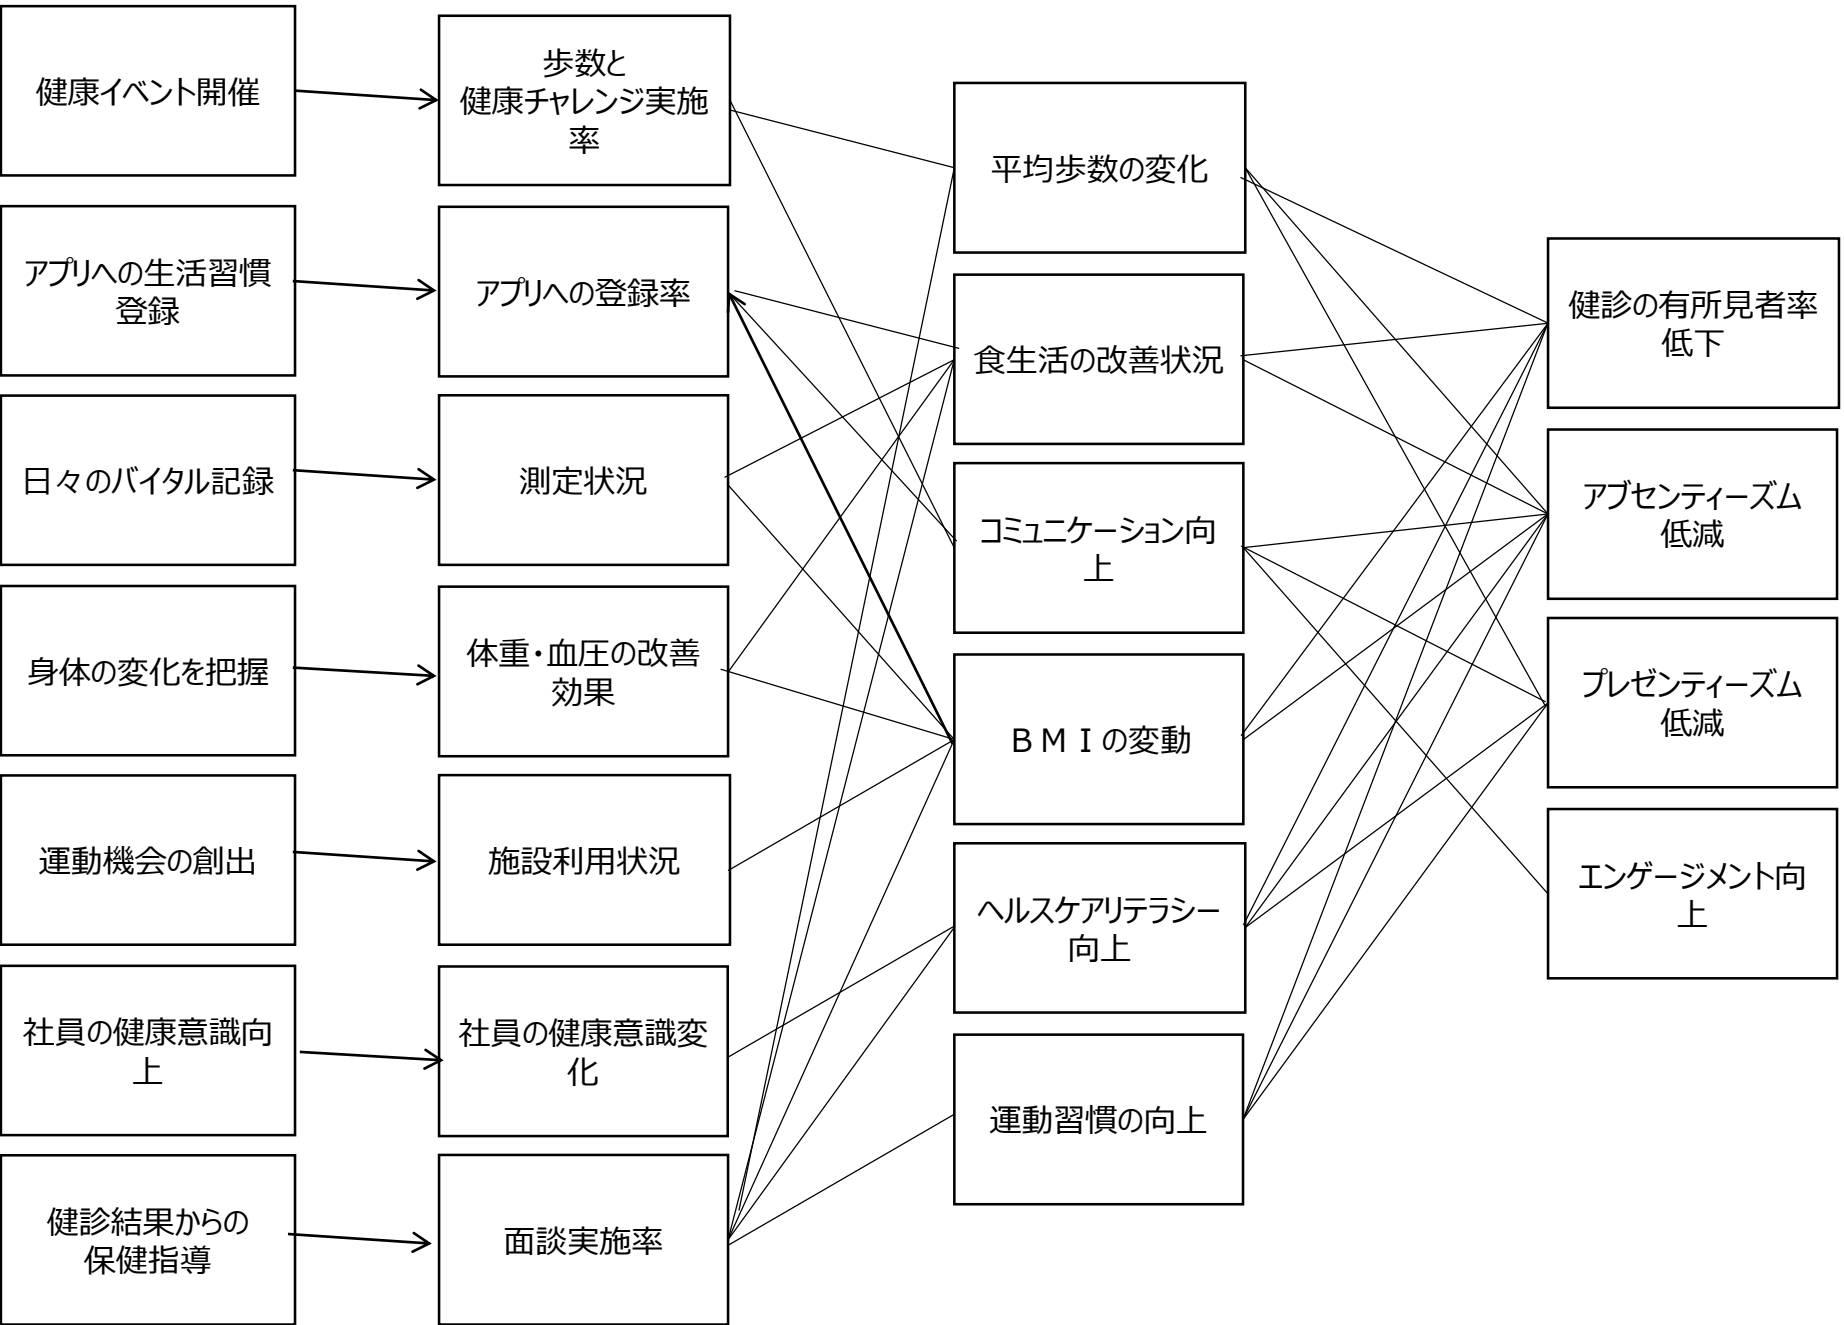 健康イベント開催
アプリへの生活習慣
登録
日々のバイタル記録
身体の変化を把握
運動機会の創出
社員の健康意識向
上
健診結果からの
保健指導
歩数と
健康チャレンジ実施
率
アプリへの登録率
測定状況
体重・血圧の改善
効果
施設利用状況
社員の健康意識変
化
面談実施率
平均歩数の変化
食生活の改善状況
コミュニケーション向
上
ＢＭＩの変動
ヘルスケアリテラシー
向上
運動習慣の向上
健診の有所見者率
低下
アブセンティーズム
低減
プレゼンティーズム
低減
エンゲージメント向
上